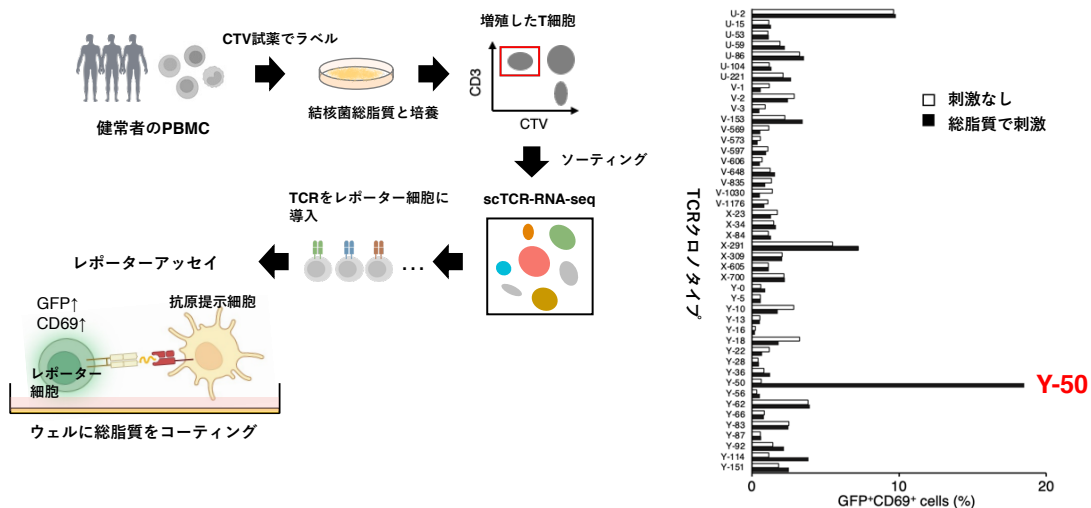 健常者のPBMC
CTV試薬でラベル
結核菌総脂質と培養
増殖したT細胞
CD3
CTV
ソーティング
scTCR-RNA-seq
TCRをレポーター細胞に
導入
...
レポーターアッセイ
GFP↑
CD69↑
抗原提示細胞
レポーター
細胞
ウェルに総脂質をコーティング
TCRクロノタイプ
U-2
U-15
U-53
U-59
U-86
U-104
U-221
V-1
V-2
V-3
V-153
V-569
V-573
V-597
V-606
V-648
V-835
V-1030
V-1176
X-23
X-34
X-84
X-291
X-309
X-605
X-700
Y-0
Y-5
Y-10
Y-13
Y-16
Y-18
Y-22
Y-28
Y-36
Y-50
Y-56
Y-62
Y-66
Y-83
Y-87
Y-92
Y-114
Y-151
刺激なし
総脂質で刺激
Y-50
0
10
20
GFP⁺CD69⁺ cells (%)